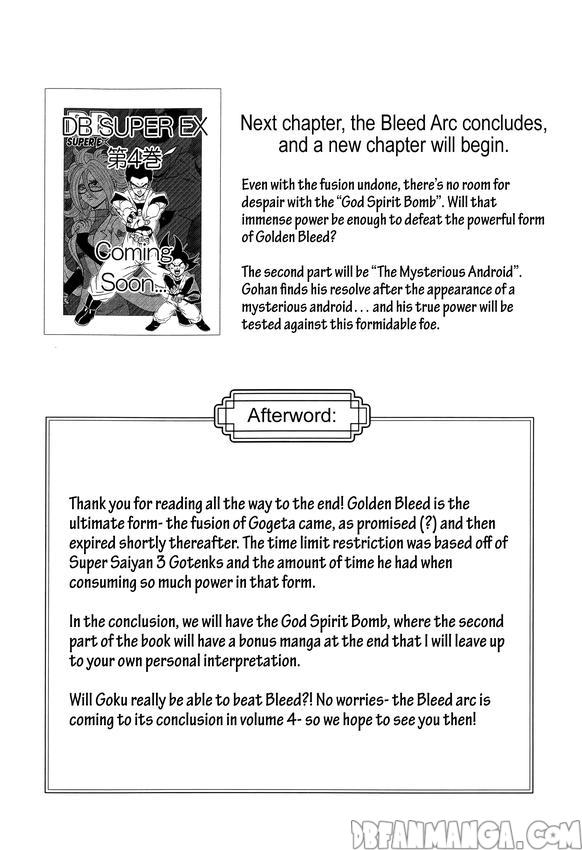 DB SUPER EX
SUPER EX
第4巻
Coming
Soon...
Next chapter, the Bleed Arc concludes,
and a new chapter will begin.
Even with the fusion undone, there's no room for
despair with the “God Spirit Bomb”. Will that
immense power be enough to defeat the powerful form
of Golden Bleed?
The second part will be “The Mysterious Android”.
Gohan finds his resolve after the appearance of a
mysterious android... and his true power will be
tested against this formidable foe.
Afterword:
Thank you for reading all the way to the end! Golden Bleed is the
ultimate form- the fusion of Gogeta came, as promised (?) and then
expired shortly thereafter. The time limit restriction was based off of
Super Saiyan 3 Gotenks and the amount of time he had when
consuming so much power in that form.
In the conclusion, we will have the God Spirit Bomb, where the second
part of the book will have a bonus manga at the end that I will leave up
to your own personal interpretation.
Will Goku really be able to beat Bleed?! No worries- the Bleed arc is
coming to its conclusion in volume 4- so we hope to see you then!
DBFANMANGA.COM